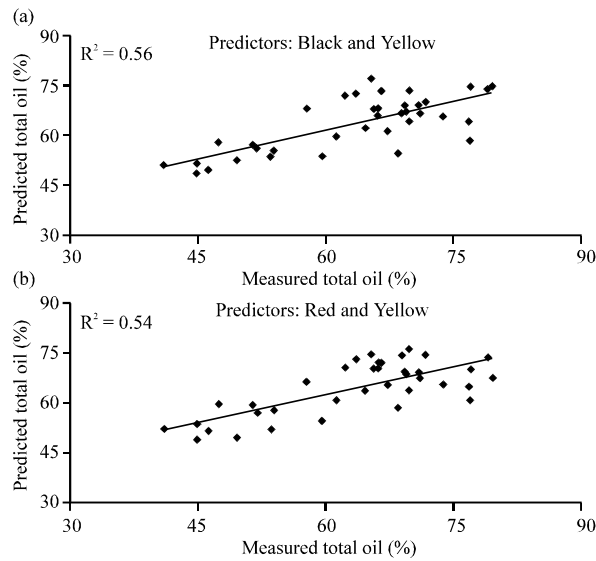 (a)
Predictors: Black and Yellow
R² = 0.56
Predicted total oil (%)
90
75
60
45
30
30 45 60 75 90
Measured total oil (%)
(b)
Predictors: Red and Yellow
R² = 0.54
Predicted total oil (%)
90
75
60
45
30
30 45 60 75 90
Measured total oil (%)